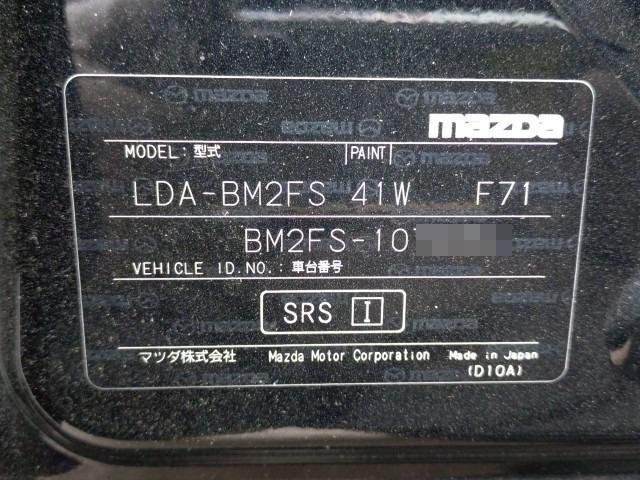 mazda
MODEL: 型式 PAINT
LDA-BM2FS 41W F71
BM2FS-10
VEHICLE ID.NO.: 車台番号
SRS I
マツダ株式会社 Mazda Motor Corporation Made in Japan
(D10A)